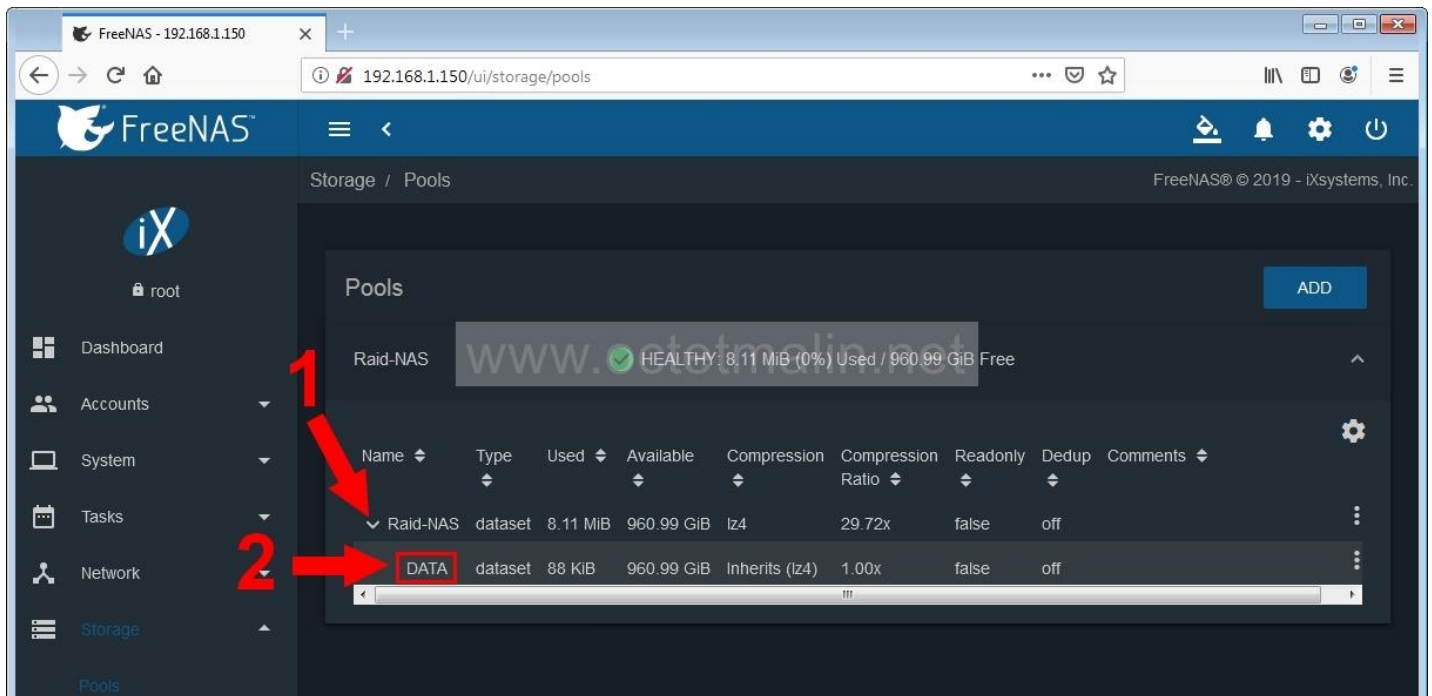 FreeNAS - 192.168.1.150
192.168.1.150/ui/storage/pools
FreeNAS™
Storage / Pools
FreeNAS® © 2019 - iXsystems, Inc.
iX
root
Pools
ADD
Dashboard
Raid-NAS
www.octetmalin.net
HEALTHY: 8.11 MiB (0%) Used / 960.99 GiB Free
1
Accounts
System
Name Type Used Available Compression Compression Ratio Readonly Dedup Comments
Tasks
Raid-NAS dataset 8.11 MiB 960.99 GiB lz4 29.72x false off
Network
2
DATA dataset 88 KiB 960.99 GiB Inherits (lz4) 1.00x false off
Storage
Pools